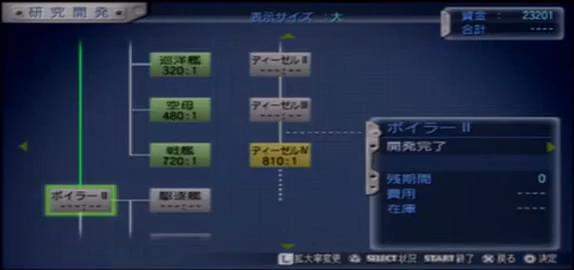 研究開発
表示サイズ：大
資金 : 23201
合計 ----
巡洋艦
320:1
空母
480:1
戦艦
720:1
ディーゼルⅡ
---:--
ディーゼルⅢ
---:--
ディーゼルⅣ
810:1
ボイラーⅡ
---:--
駆逐艦
---:--
ボイラーⅡ
開発完了
残期間 0
費用 ----
在庫 ----
L 拡大率変更 SELECT 状況 START 終了 戻る 決定